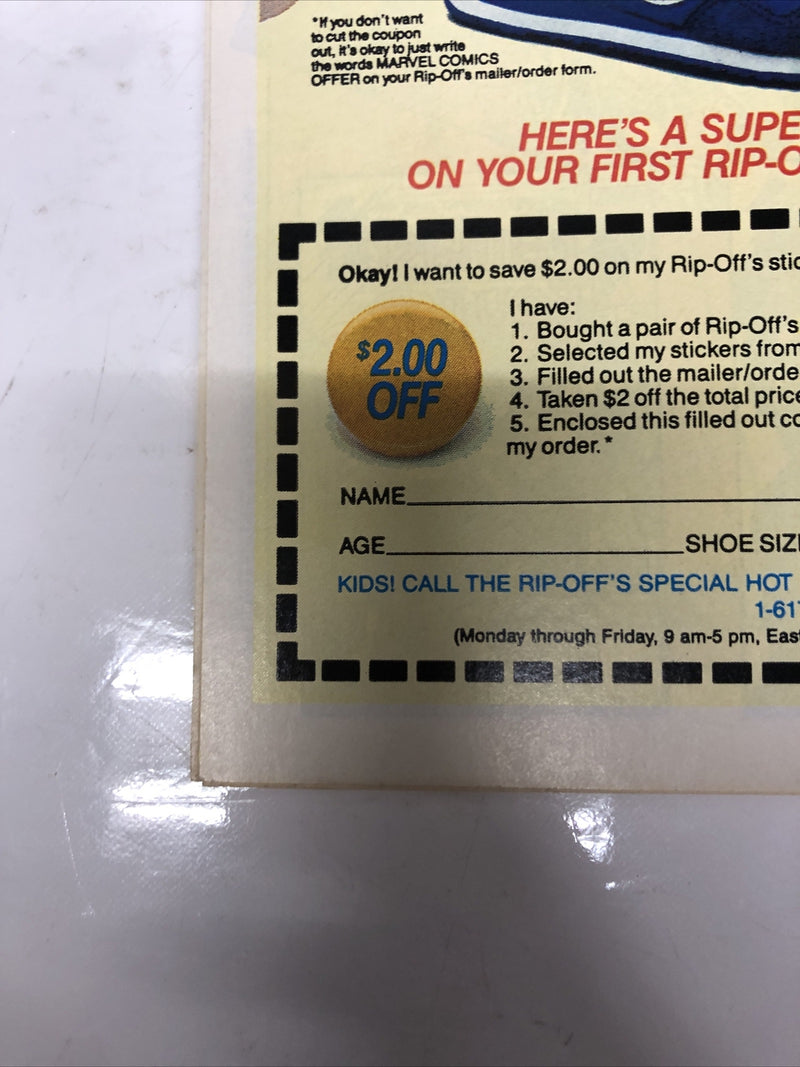 *If you don't want
to cut the coupon
out, it's okay to just write
the words MARVEL COMICS
OFFER on your Rip-Off's mailer/order form.
HERE'S A SUPE
ON YOUR FIRST RIP-O
Okay! I want to save $2.00 on my Rip-Off's stic
$2.00
OFF
I have:
1. Bought a pair of Rip-Off's
2. Selected my stickers from
3. Filled out the mailer/orde
4. Taken $2 off the total price
5. Enclosed this filled out co
my order.*
NAME
AGE SHOE SIZE
KIDS! CALL THE RIP-OFF'S SPECIAL HOT
1-617
(Monday through Friday, 9 am-5 pm, East